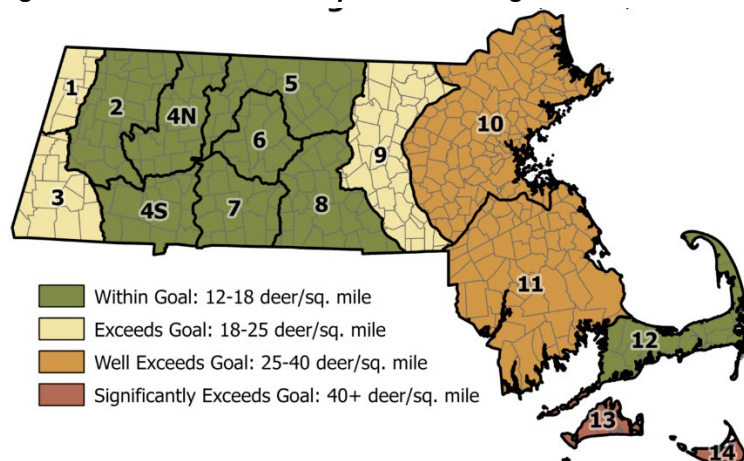 1
2
4N
5
6
9
10
3
4S
7
8
11
12
13
14
Within Goal: 12-18 deer/sq. mile
Exceeds Goal: 18-25 deer/sq. mile
Well Exceeds Goal: 25-40 deer/sq. mile
Significantly Exceeds Goal: 40+ deer/sq. mile